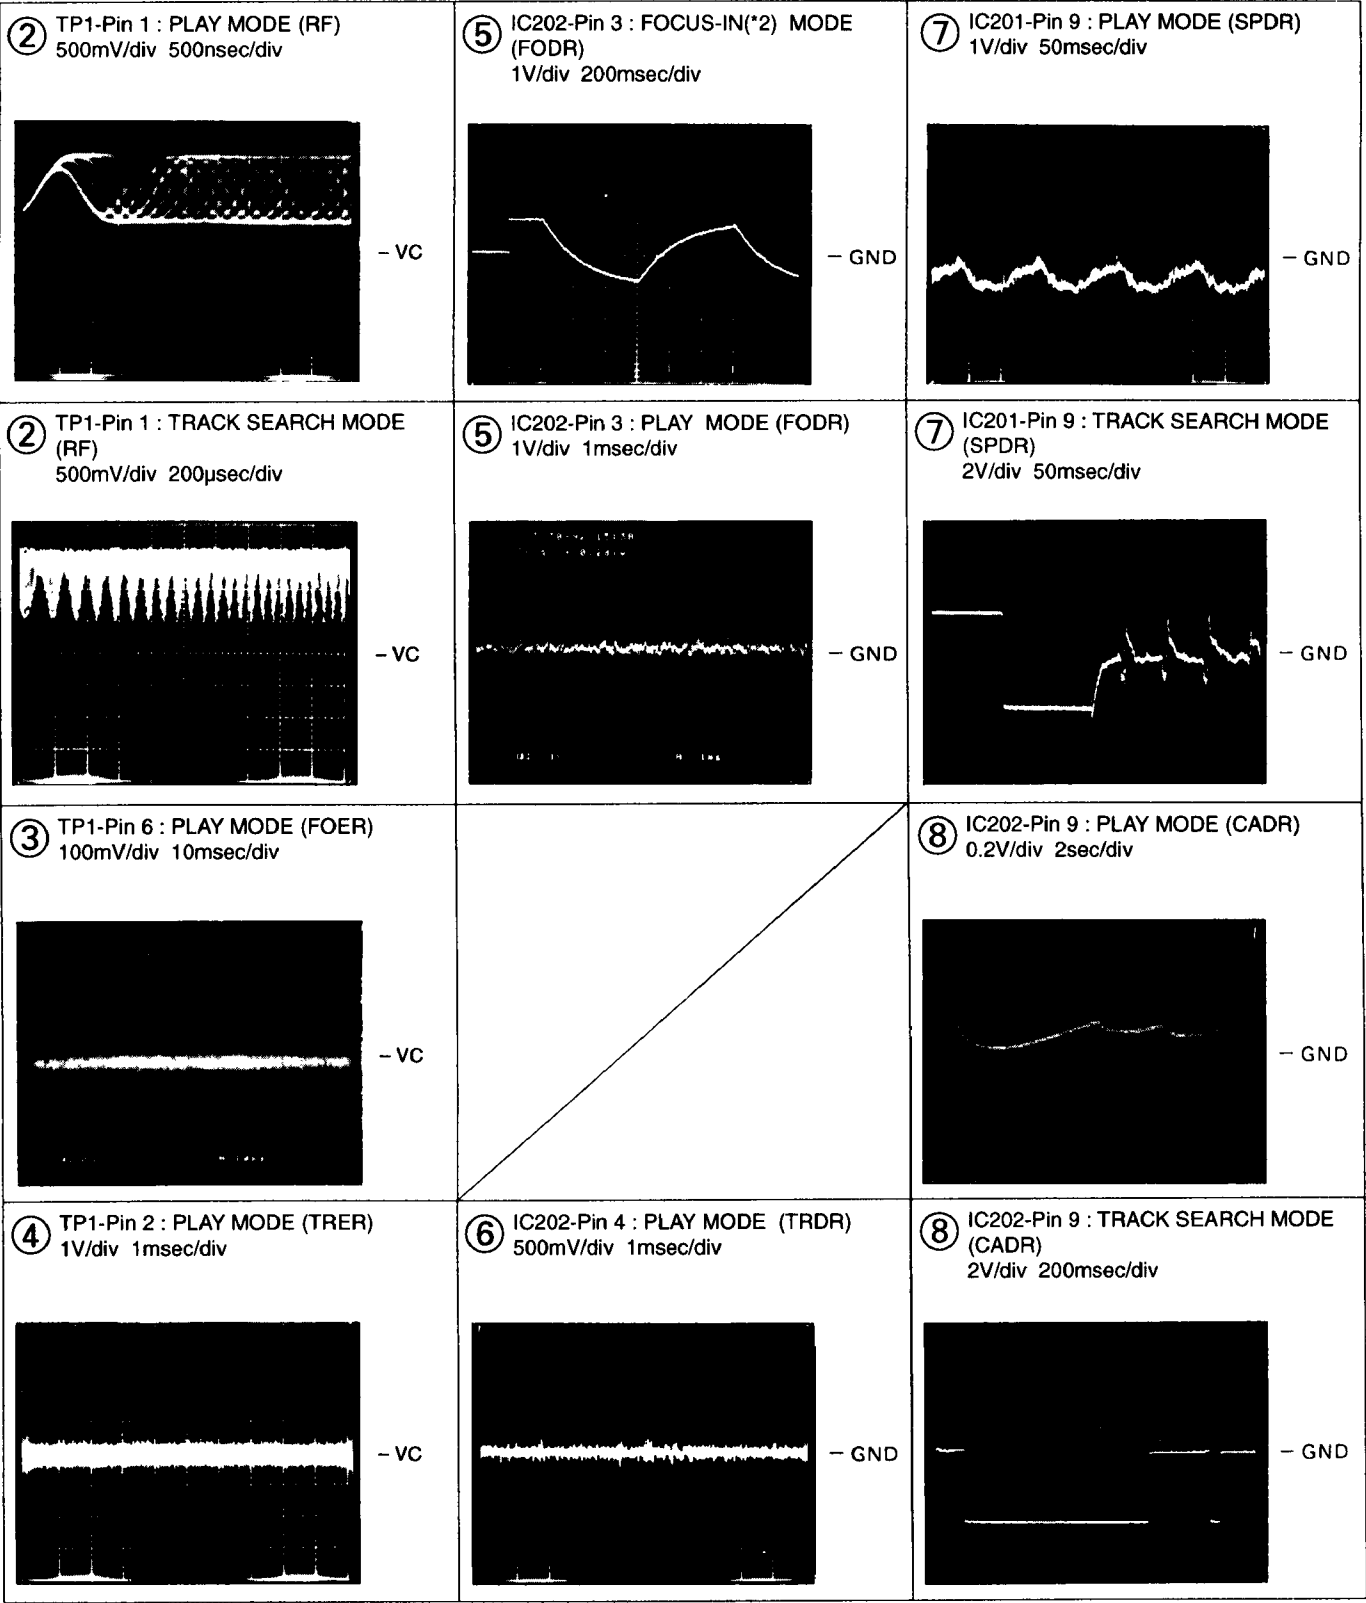 ② TP1-Pin 1 : PLAY MODE (RF)
500mV/div 500nsec/div
– VC
⑤ IC202-Pin 3 : FOCUS-IN(*2) MODE
(FODR)
1V/div 200msec/div
– GND
⑦ IC201-Pin 9 : PLAY MODE (SPDR)
1V/div 50msec/div
– GND
② TP1-Pin 1 : TRACK SEARCH MODE
(RF)
500mV/div 200µsec/div
– VC
⑤ IC202-Pin 3 : PLAY MODE (FODR)
1V/div 1msec/div
– GND
⑦ IC201-Pin 9 : TRACK SEARCH MODE
(SPDR)
2V/div 50msec/div
– GND
③ TP1-Pin 6 : PLAY MODE (FOER)
100mV/div 10msec/div
– VC
⑧ IC202-Pin 9 : PLAY MODE (CADR)
0.2V/div 2sec/div
– GND
④ TP1-Pin 2 : PLAY MODE (TRER)
1V/div 1msec/div
– VC
⑥ IC202-Pin 4 : PLAY MODE (TRDR)
500mV/div 1msec/div
– GND
⑧ IC202-Pin 9 : TRACK SEARCH MODE
(CADR)
2V/div 200msec/div
– GND